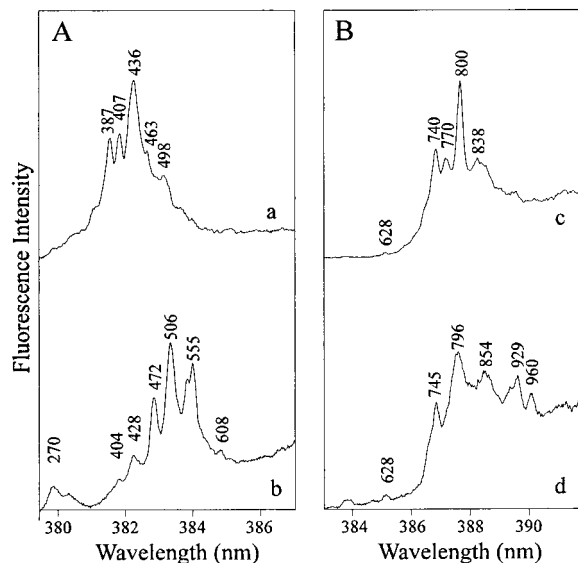 A
B
436
387
407
463
498
a
800
740
770
838
628
c
Fluorescence Intensity
506
555
472
270
404
428
608
b
796
745
854
929
960
628
d
380 382 384 386
384 386 388 390
Wavelength (nm)
Wavelength (nm)